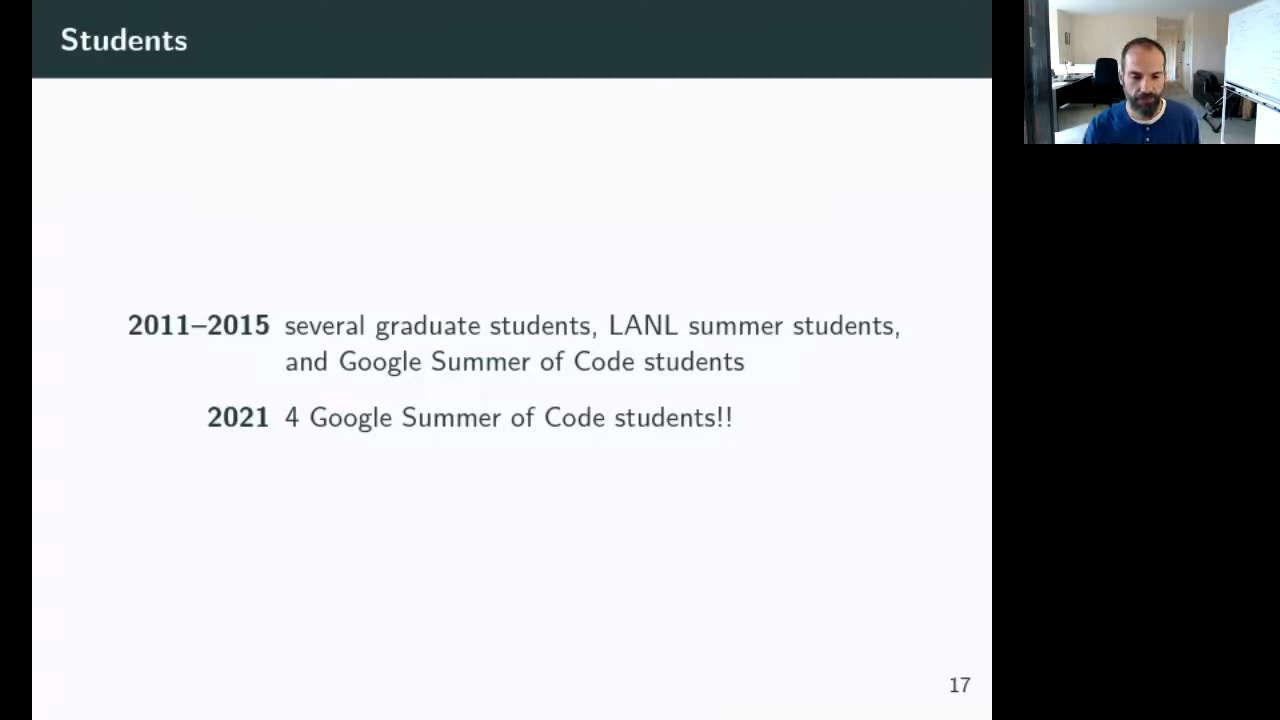 Students
2011–2015 several graduate students, LANL summer students,
and Google Summer of Code students
2021 4 Google Summer of Code students!!
17